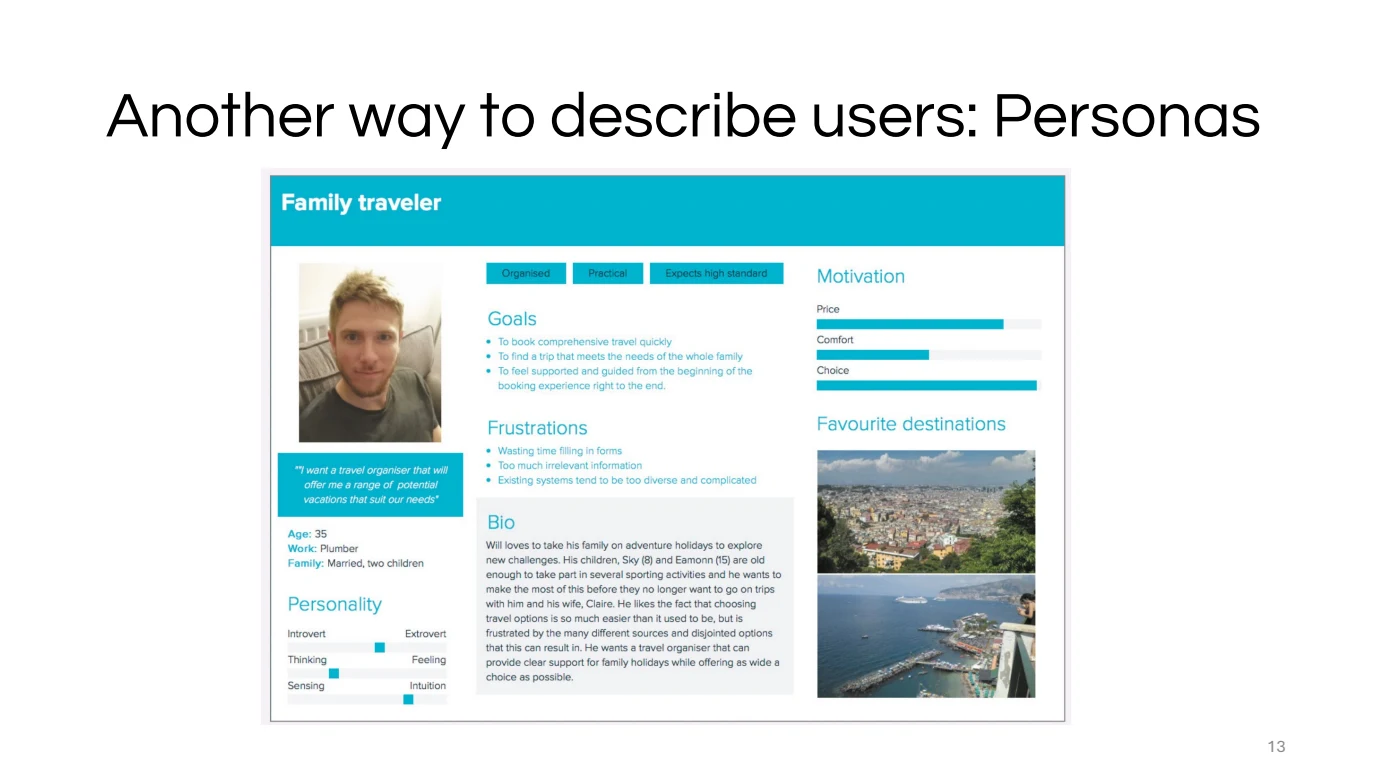 Another way to describe users: Personas
Family traveler
""I want a travel organiser that will
offer me a range of potential
vacations that suit our needs"
Age: 35
Work: Plumber
Family: Married, two children
Personality
Introvert Extrovert
Thinking Feeling
Sensing Intuition
Organised Practical Expects high standard
Goals
• To book comprehensive travel quickly
• To find a trip that meets the needs of the whole family
• To feel supported and guided from the beginning of the
booking experience right to the end.
Frustrations
• Wasting time filling in forms
• Too much irrelevant information
• Existing systems tend to be too diverse and complicated
Bio
Will loves to take his family on adventure holidays to explore
new challenges. His children, Sky (8) and Eamonn (15) are old
enough to take part in several sporting activities and he wants to
make the most of this before they no longer want to go on trips
with him and his wife, Claire. He likes the fact that choosing
travel options is so much easier than it used to be, but is
frustrated by the many different sources and disjointed options
that this can result in. He wants a travel organiser that can
provide clear support for family holidays while offering as wide a
choice as possible.
Motivation
Price
Comfort
Choice
Favourite destinations
13